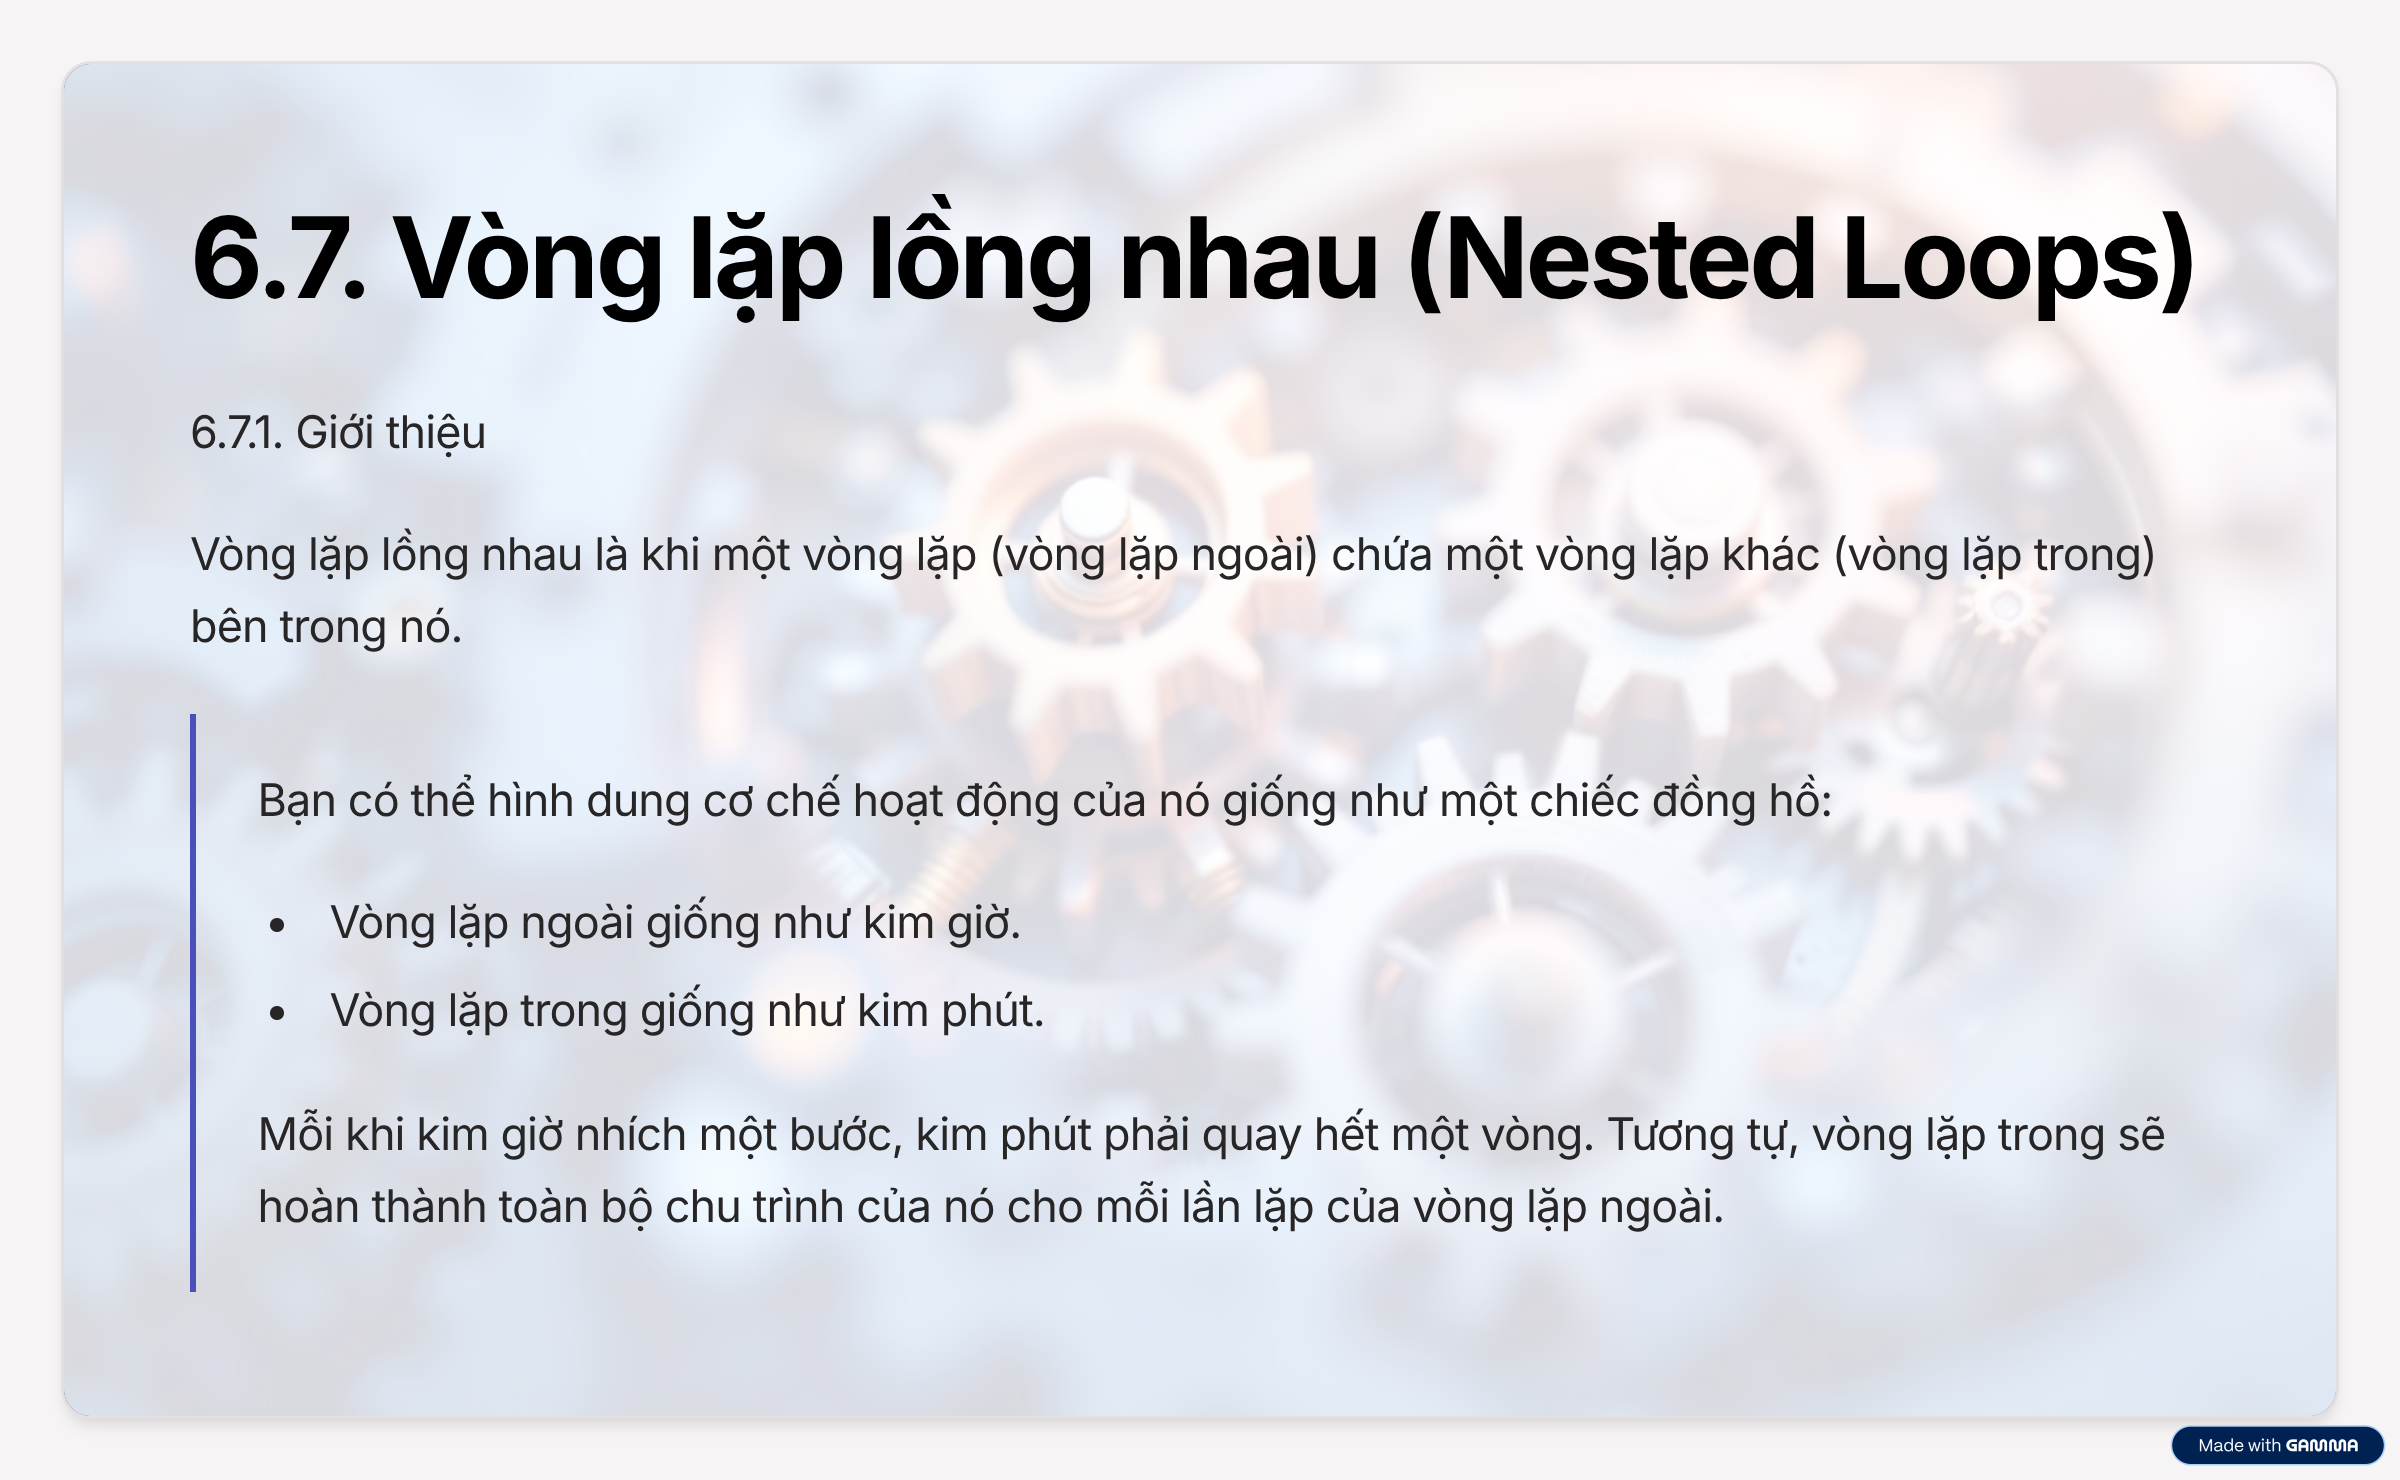 6.7. Vòng lặp lồng nhau (Nested Loops)
6.7.1. Giới thiệu
Vòng lặp lồng nhau là khi một vòng lặp (vòng lặp ngoài) chứa một vòng lặp khác (vòng lặp trong)
bên trong nó.
Bạn có thể hình dung cơ chế hoạt động của nó giống như một chiếc đồng hồ:
• Vòng lặp ngoài giống như kim giờ.
• Vòng lặp trong giống như kim phút.
Mỗi khi kim giờ nhích một bước, kim phút phải quay hết một vòng. Tương tự, vòng lặp trong sẽ
hoàn thành toàn bộ chu trình của nó cho mỗi lần lặp của vòng lặp ngoài.
Made with GAMMA